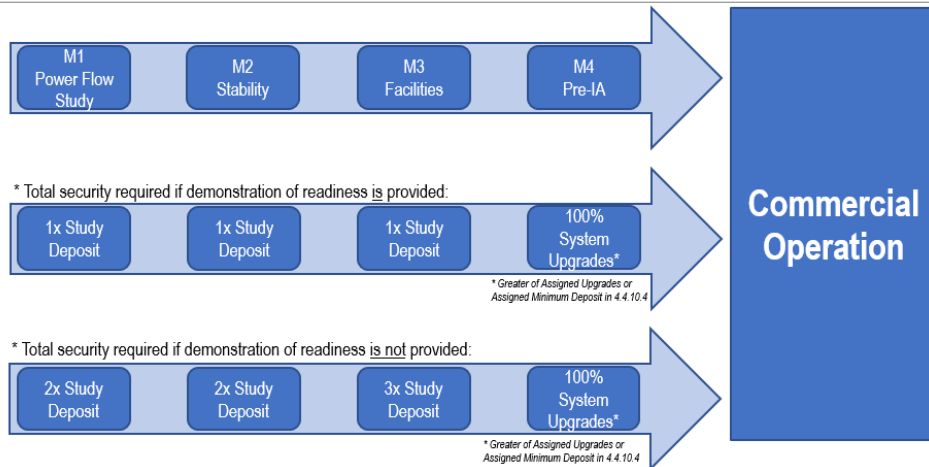 M1
Power Flow
Study
M2
Stability
M3
Facilities
M4
Pre-IA
* Total security required if demonstration of readiness is provided:
1x Study
Deposit
1x Study
Deposit
1x Study
Deposit
100%
System
Upgrades*
* Greater of Assigned Upgrades or
Assigned Minimum Deposit in 4.4.10.4
* Total security required if demonstration of readiness is not provided:
2x Study
Deposit
2x Study
Deposit
3x Study
Deposit
100%
System
Upgrades*
* Greater of Assigned Upgrades or
Assigned Minimum Deposit in 4.4.10.4
Commercial
Operation